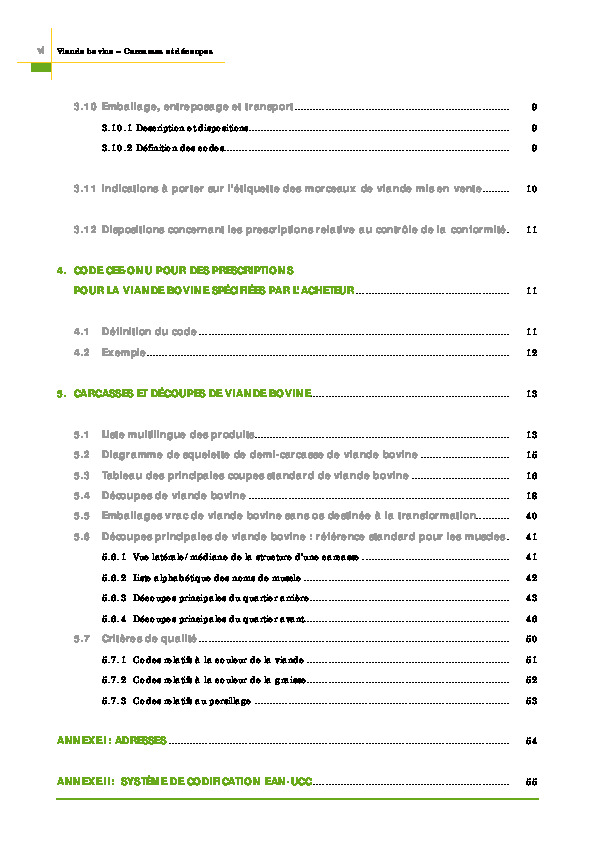 vi Viande bovine – Carcasses et découpes
3.10 Emballage, entreposage et transport 9
3.10.1 Description et dispositions 9
3.10.2 Définition des codes 9
3.11 Indications à porter sur l'étiquette des morceaux de viande mis en vente 10
3.12 Dispositions concernant les prescriptions relative au contrôle de la conformité. 11
4. CODE CEE-ONU POUR DES PRESCRIPTIONS
POUR LA VIANDE BOVINE SPÉCIFIÉES PAR L'ACHETEUR 11
4.1 Définition du code 11
4.2 Exemple 12
5. CARCASSES ET DÉCOUPES DE VIANDE BOVINE 13
5.1 Liste multilingue des produits 13
5.2 Diagramme de squelette de demi-carcasse de viande bovine 15
5.3 Tableau des principales coupes standard de viande bovine 16
5.4 Découpes de viande bovine 18
5.5 Emballages vrac de viande bovine sans os destinée à la transformation 40
5.6 Découpes principales de viande bovine : référence standard pour les muscles. 41
5.6.1 Vue latérale/médiane de la structure d'une carcasse 41
5.6.2 Liste alphabétique des noms de muscle 42
5.6.3 Découpes principales du quartier arrière 43
5.6.4 Découpes principales du quartier avant 46
5.7 Critères de qualité 50
5.7.1 Codes relatifs à la couleur de la viande 51
5.7.2 Codes relatifs à la couleur de la graisse 52
5.7.3 Codes relatifs au persillage 53
ANNEXE I : ADRESSES 54
ANNEXE II : SYSTÈME DE CODIFICATION EAN-UCC 55